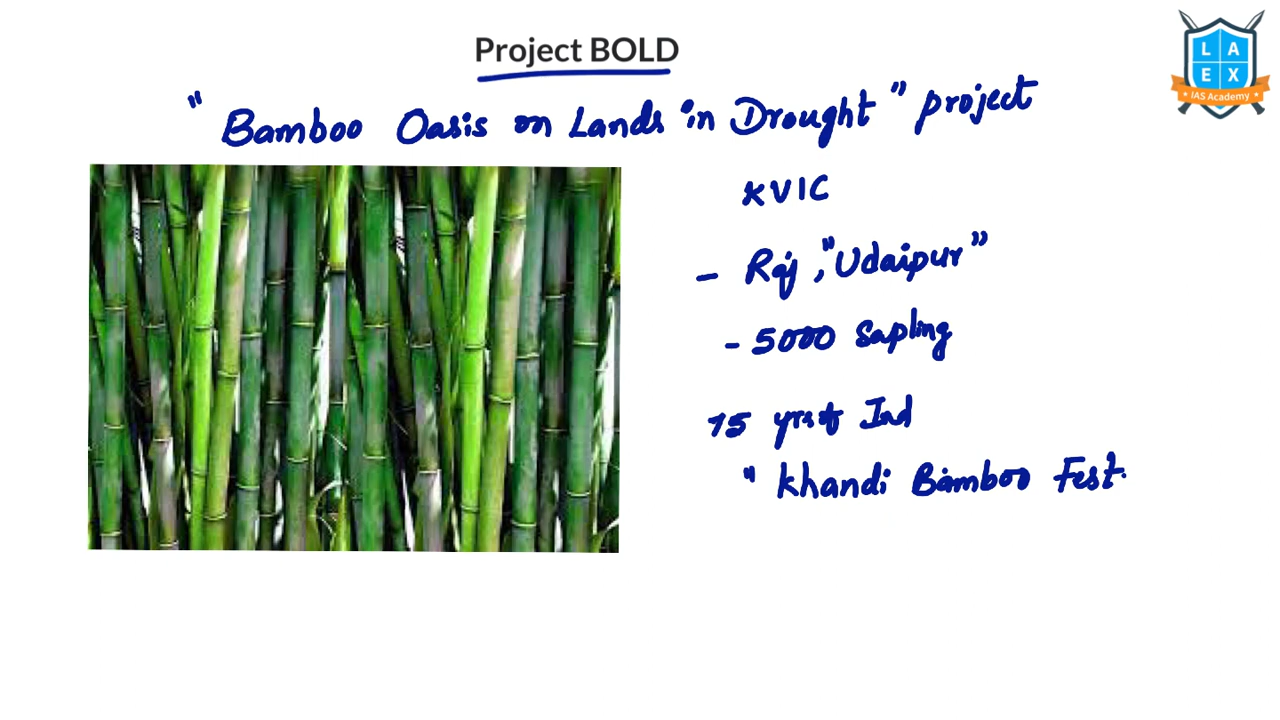 Project BOLD
L A
E X
IAS Academy
"Bamboo Oasis on Lands in Drought" project
KVIC
- Raj, "Udaipur"
- 5000 Sapling
75 yrs of Ind
" Khandi Bamboo Fest.